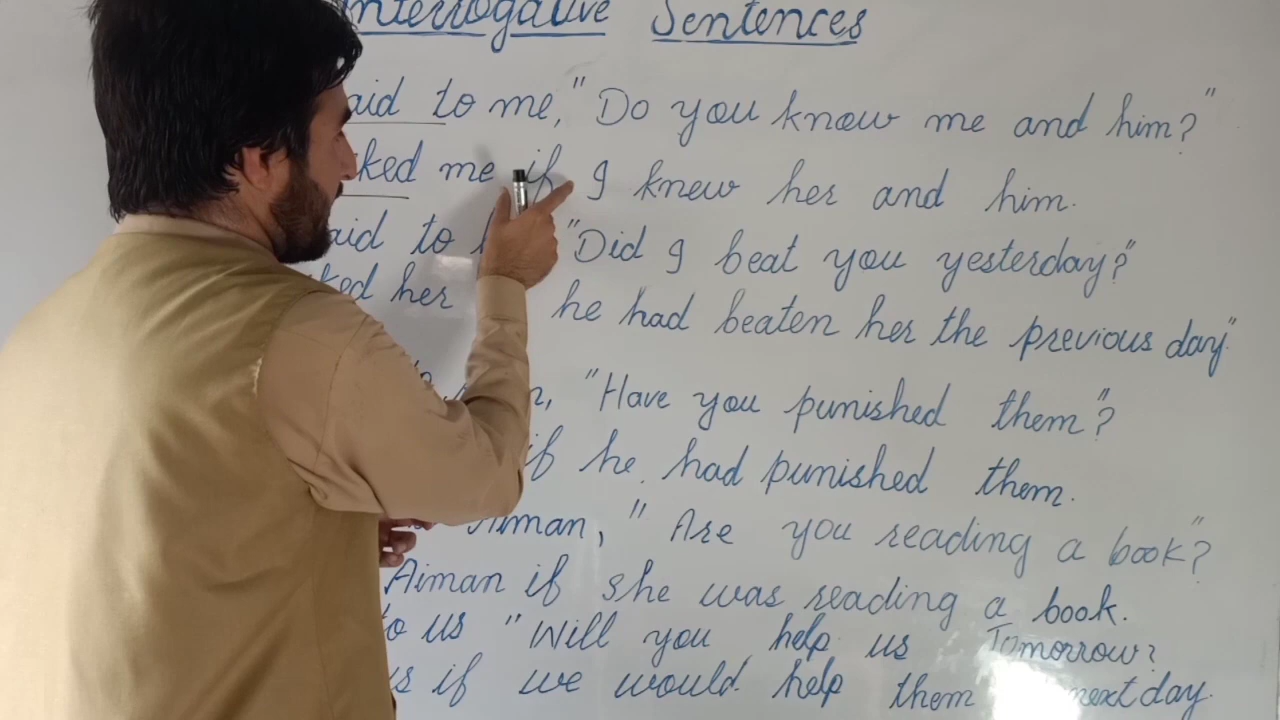 Interrogative Sentences
aid to me," Do you know me and him?"
ked me if I knew her and him.
aid to "Did I beat you yesterday?"
ked her he had beaten her the previous day"
"Have you punished them"?
if he had punished them.
Aiman, " Are you reading a book?"
Aiman if she was reading a book.
to us "Will you help us Tomorrow?
us if we would help them next day.